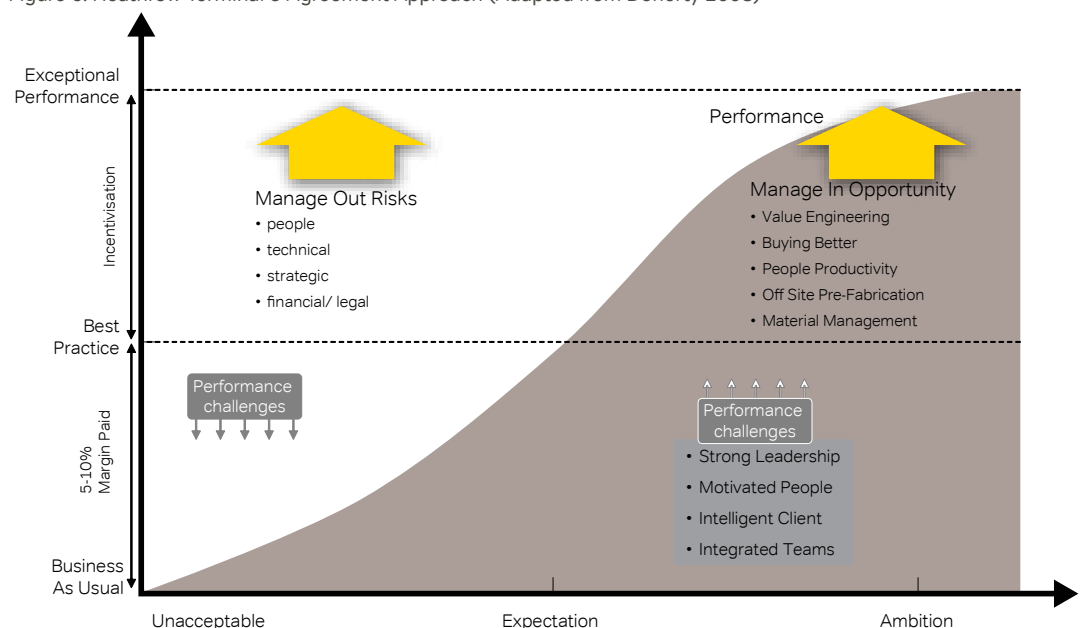 Exceptional
Performance
Performance
Manage Out Risks
• people
• technical
• strategic
• financial/ legal
Manage In Opportunity
• Value Engineering
• Buying Better
• People Productivity
• Off Site Pre-Fabrication
• Material Management
Incentivisation
Best
Practice
Performance
challenges
Performance
challenges
• Strong Leadership
• Motivated People
• Intelligent Client
• Integrated Teams
5-10%
Margin Paid
Business
As Usual
Unacceptable
Expectation
Ambition